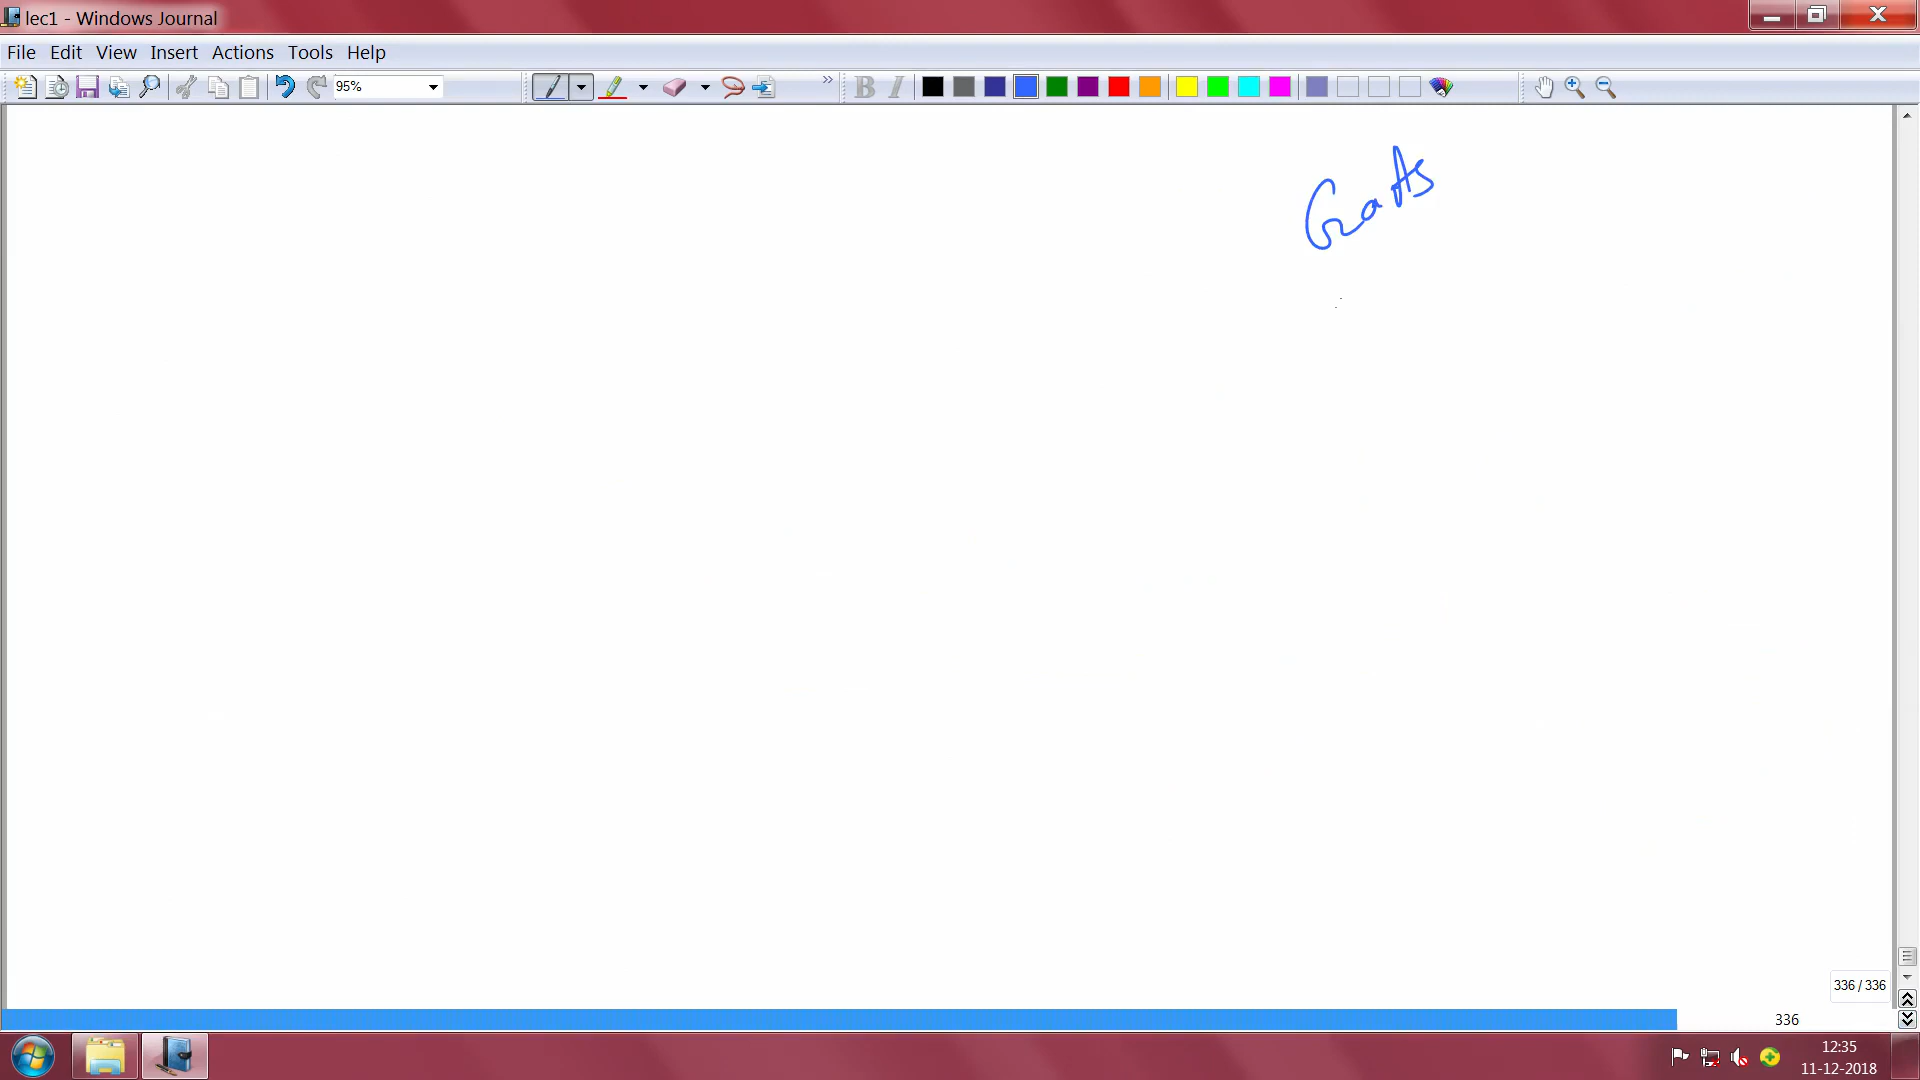 lec1 - Windows Journal
File Edit View Insert Actions Tools Help
95%
GaAs
336 / 336
336
12:35
11-12-2018